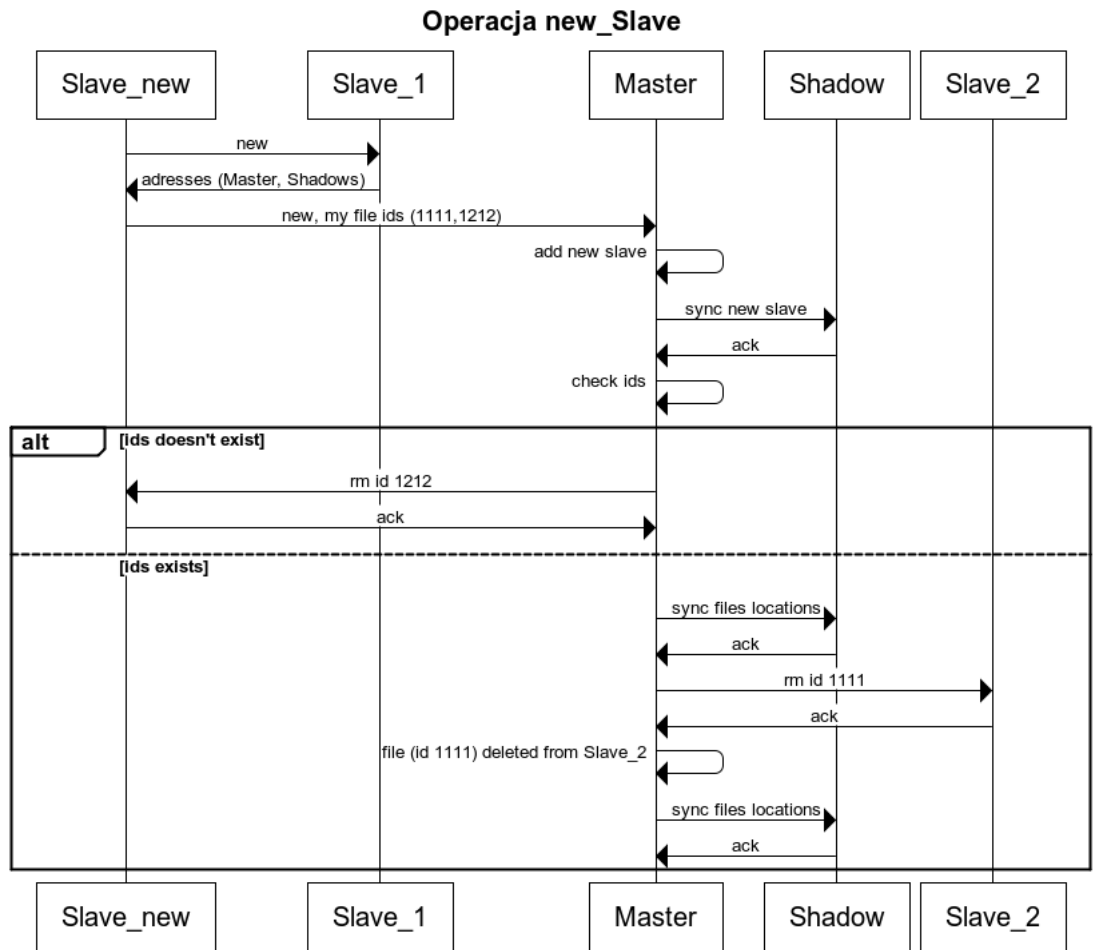 Operacja new_Slave
Slave_new
Slave_1
Master
Shadow
Slave_2
new
adresses (Master, Shadows)
new, my file ids (1111,1212)
add new slave
sync new slave
ack
check ids
alt
[ids doesn't exist]
rm id 1212
ack
[ids exists]
sync files locations
ack
rm id 1111
ack
file (id 1111) deleted from Slave_2
sync files locations
ack
Slave_new
Slave_1
Master
Shadow
Slave_2